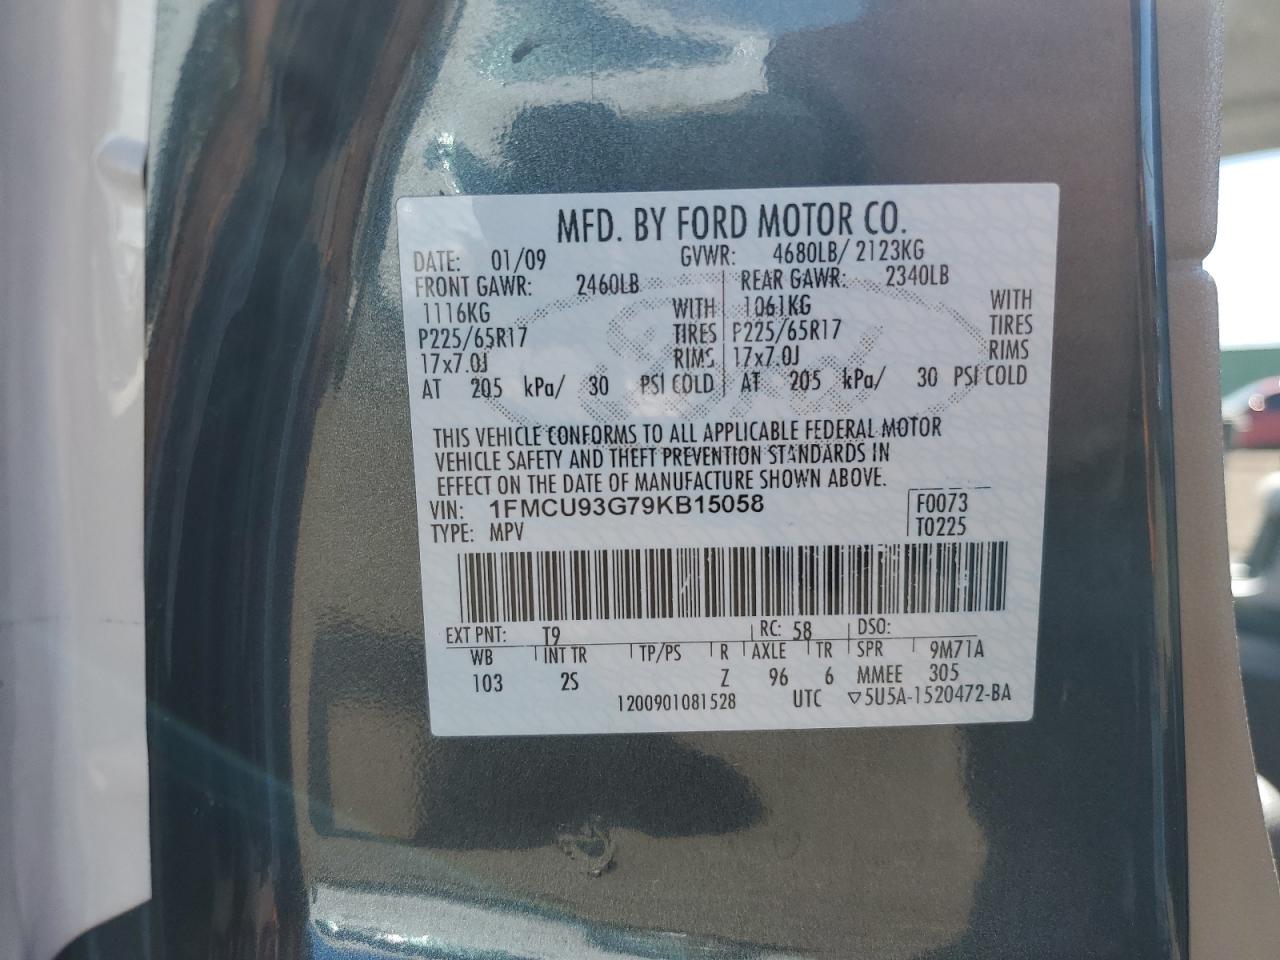 MFD. BY FORD MOTOR CO.
DATE: 01/09 GVWR: 4680LB/ 2123KG
FRONT GAWR: 2460LB REAR GAWR: 2340LB
1116KG WITH 1061KG WITH
P225/65R17 TIRES P225/65R17 TIRES
17x7.0J RIMS 17x7.0J RIMS
AT 205 kPa/ 30 PSI COLD AT 205 kPa/ 30 PSI COLD
THIS VEHICLE CONFORMS TO ALL APPLICABLE FEDERAL MOTOR
VEHICLE SAFETY AND THEFT PREVENTION STANDARDS IN
EFFECT ON THE DATE OF MANUFACTURE SHOWN ABOVE.
VIN: 1FMCU93G79KB15058 F0073
TYPE: MPV T0225
EXT PNT: T9 RC: 58 DSO:
WB INT TR TP/PS R AXLE TR SPR 9M71A
103 2S Z 96 6 MMEE 305
1200901081528 UTC ▽5U5A-1520472-BA